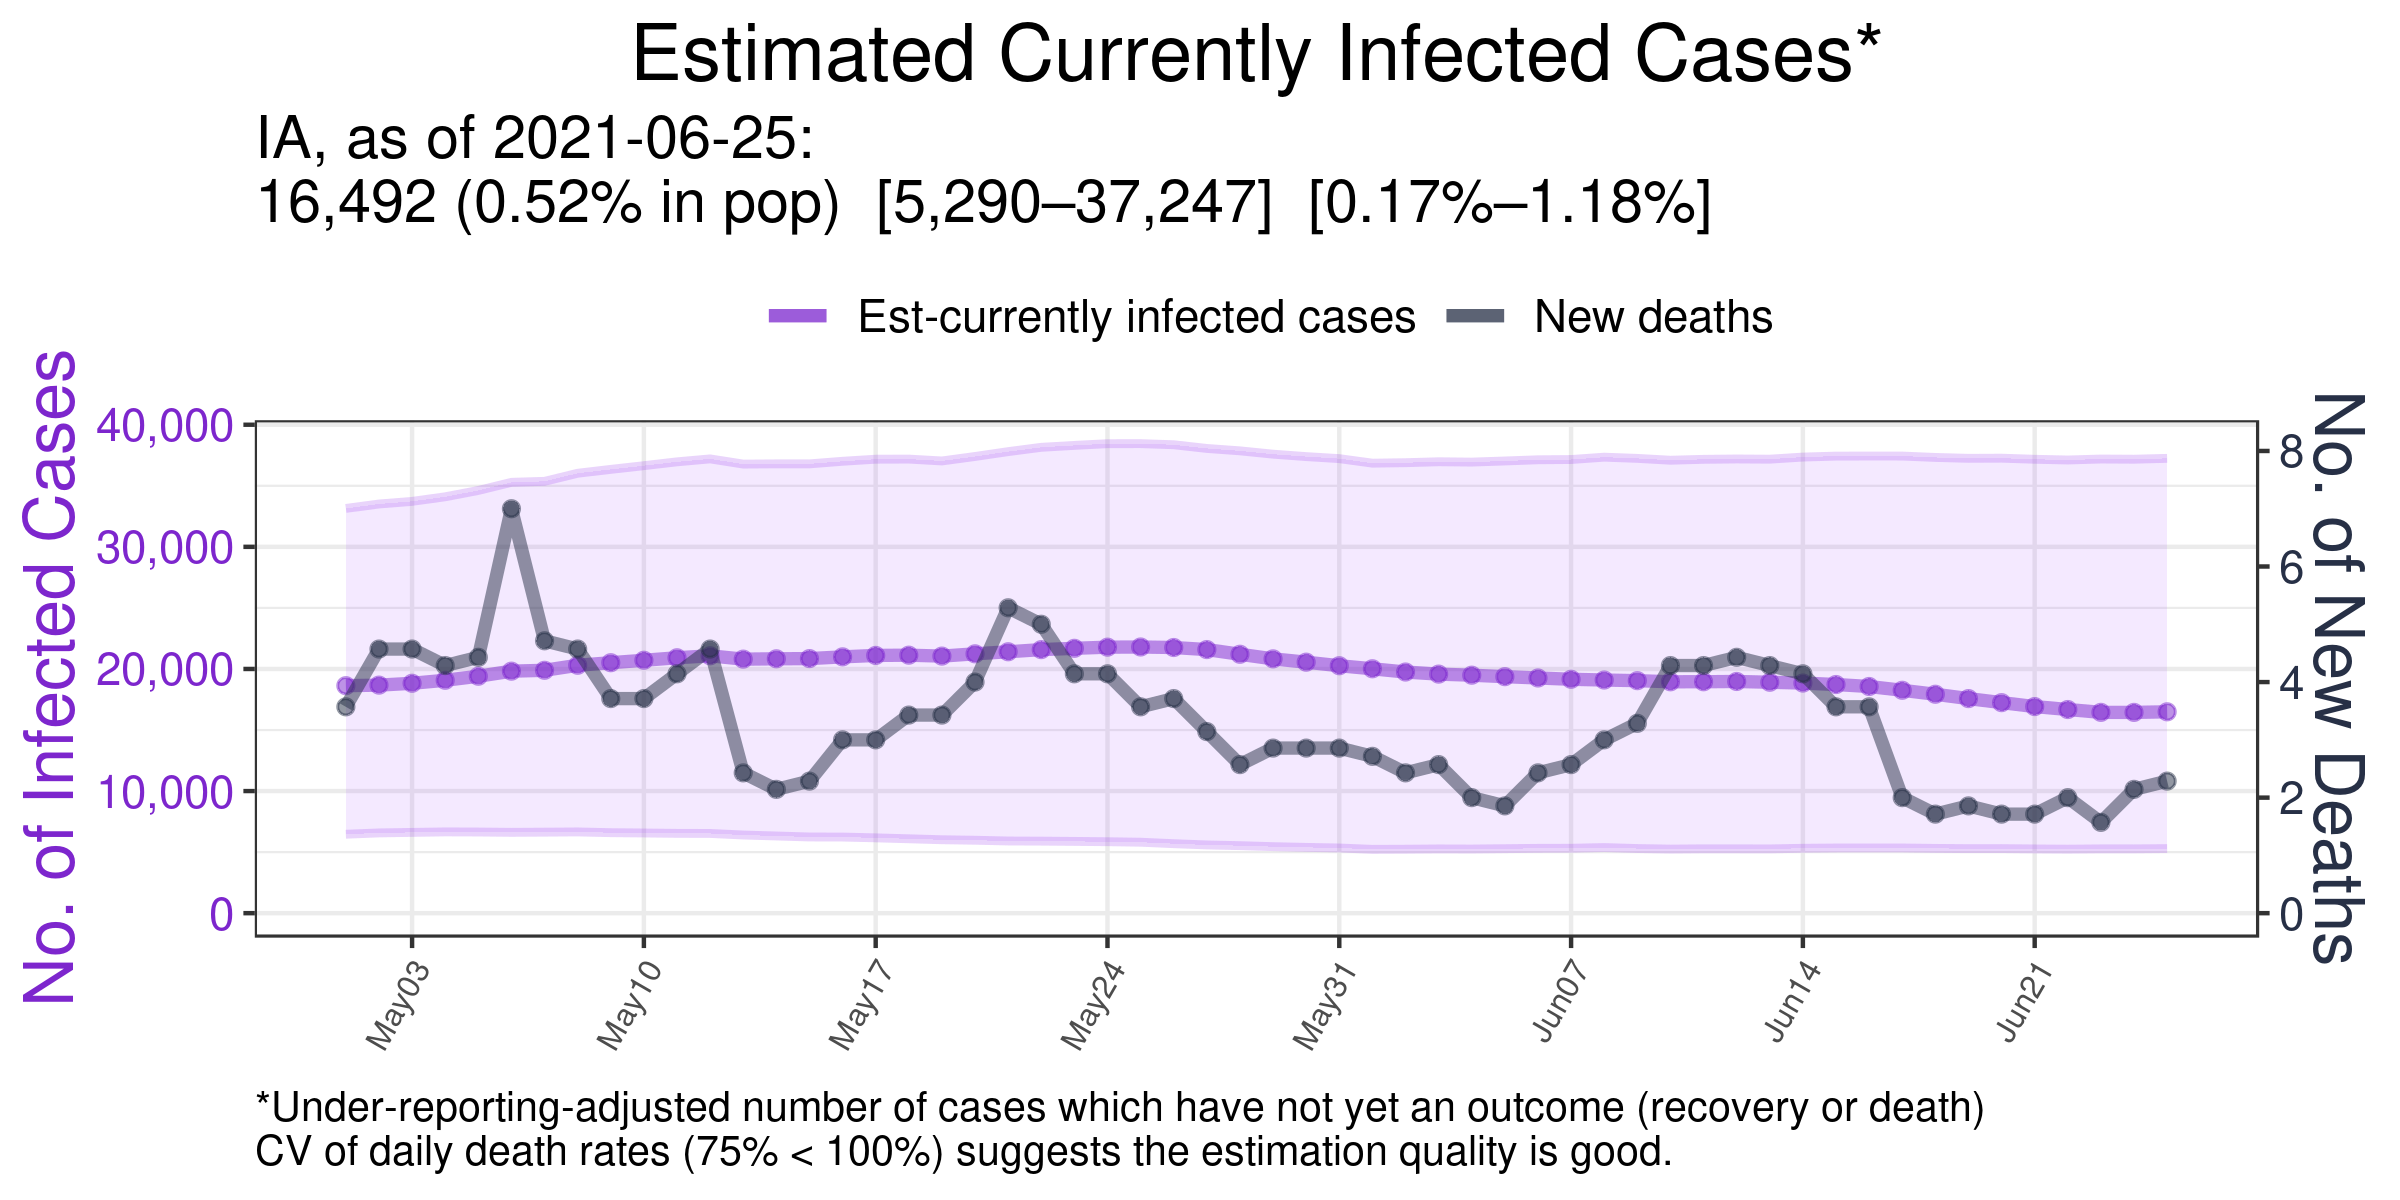 Estimated Currently Infected Cases*
IA, as of 2021-06-25:
16,492 (0.52% in pop)  [5,290–37,247]  [0.17%–1.18%]
Est-currently infected cases
New deaths
No. of Infected Cases
40,000
30,000
20,000
10,000
0
8
6
4
2
0
No. of New Deaths
May03
May10
May17
May24
May31
Jun07
Jun14
Jun21
*Under-reporting-adjusted number of cases which have not yet an outcome (recovery or death)
CV of daily death rates (75% < 100%) suggests the estimation quality is good.